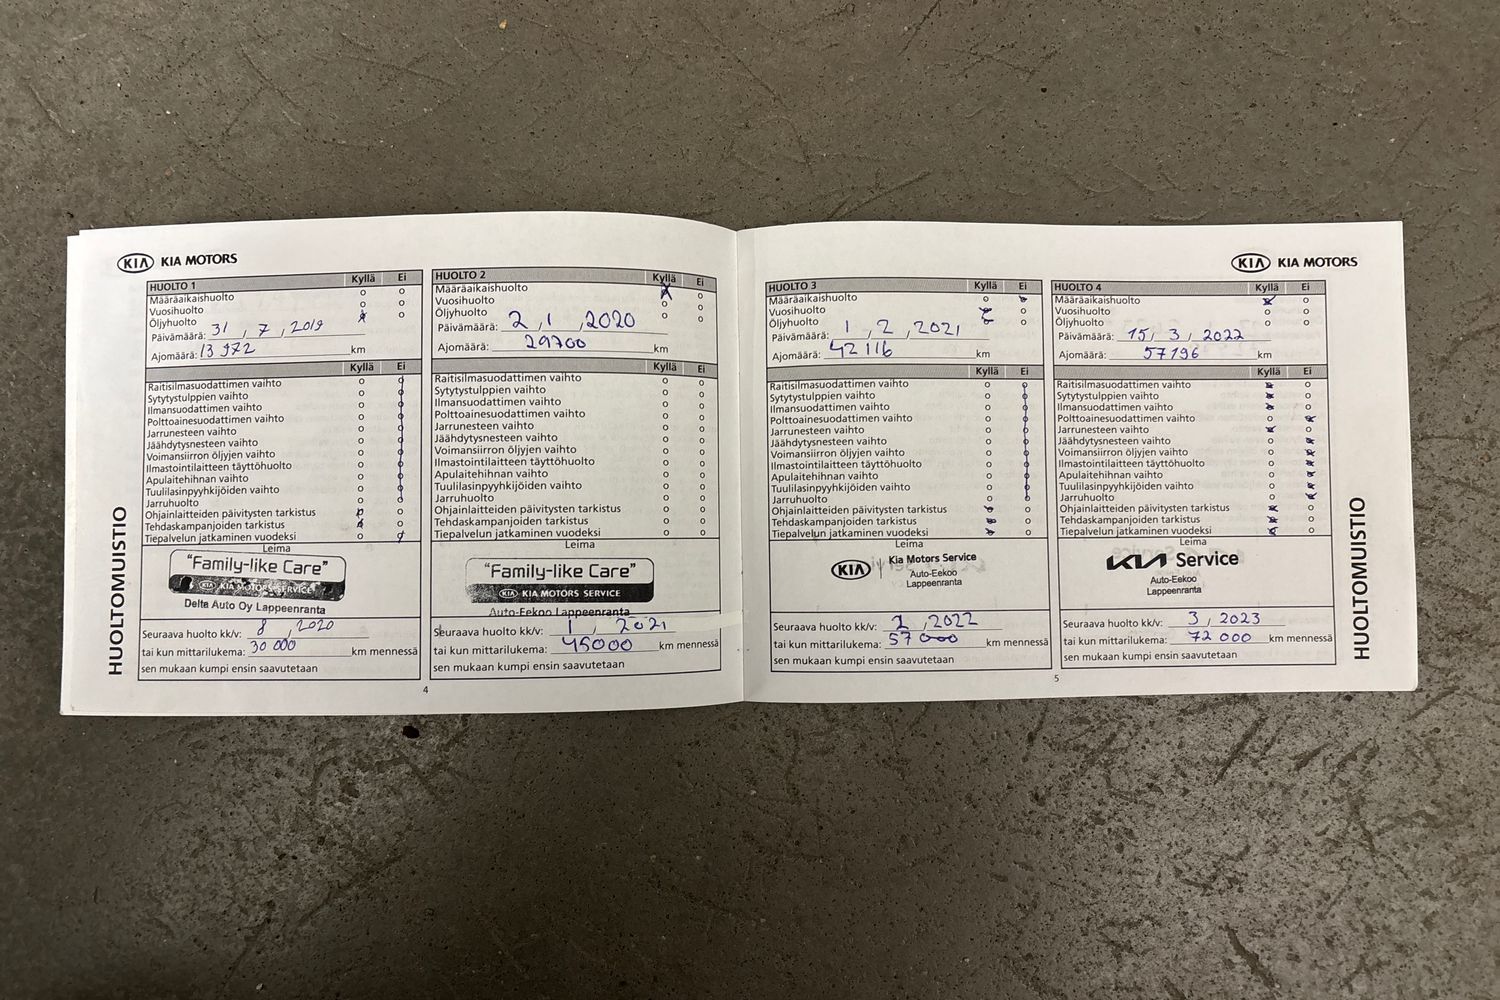 KIA KIA MOTORS
HUOLTOMUISTIO
HUOLTO 1 Kyllä Ei
Määräaikaishuolto
Vuosihuolto
Öljyhuolto
Päivämäärä: 31 , 7 , 2019
Ajomäärä: 13 972 km
Kyllä Ei
Raitisilmasuodattimen vaihto
Sytytystulppien vaihto
Ilmansuodattimen vaihto
Polttoainesuodattimen vaihto
Jarrunesteen vaihto
Jäähdytysnesteen vaihto
Voimansiirron öljyjen vaihto
Ilmastointilaitteen täyttöhuolto
Apulaitehihnan vaihto
Tuulilasinpyyhkijöiden vaihto
Jarruhuolto
Ohjainlaitteiden päivitysten tarkistus
Tehdaskampanjoiden tarkistus
Tiepalvelun jatkaminen vuodeksi
Leima
"Family-like Care"
KIA KIA MOTORS SERVICE
Delta Auto Oy Lappeenranta
Seuraava huolto kk/v: 8 , 2020
tai kun mittarilukema: 30 000 km mennessä
sen mukaan kumpi ensin saavutetaan
HUOLTO 2 Kyllä Ei
Määräaikaishuolto
Vuosihuolto
Öljyhuolto
Päivämäärä: 2 , 1 , 2020
Ajomäärä: 29700 km
Kyllä Ei
Raitisilmasuodattimen vaihto
Sytytystulppien vaihto
Ilmansuodattimen vaihto
Polttoainesuodattimen vaihto
Jarrunesteen vaihto
Jäähdytysnesteen vaihto
Voimansiirron öljyjen vaihto
Ilmastointilaitteen täyttöhuolto
Apulaitehihnan vaihto
Tuulilasinpyyhkijöiden vaihto
Jarruhuolto
Ohjainlaitteiden päivitysten tarkistus
Tehdaskampanjoiden tarkistus
Tiepalvelun jatkaminen vuodeksi
Leima
"Family-like Care"
KIA KIA MOTORS SERVICE
Auto-Eekoo Lappeenranta
Seuraava huolto kk/v: 1 , 2021
tai kun mittarilukema: 45000 km mennessä
sen mukaan kumpi ensin saavutetaan
4
KIA KIA MOTORS
HUOLTO 3 Kyllä Ei
Määräaikaishuolto
Vuosihuolto
Öljyhuolto
Päivämäärä: 1 , 2 , 2021
Ajomäärä: 42 116 km
Kyllä Ei
Raitisilmasuodattimen vaihto
Sytytystulppien vaihto
Ilmansuodattimen vaihto
Polttoainesuodattimen vaihto
Jarrunesteen vaihto
Jäähdytysnesteen vaihto
Voimansiirron öljyjen vaihto
Ilmastointilaitteen täyttöhuolto
Apulaitehihnan vaihto
Tuulilasinpyyhkijöiden vaihto
Jarruhuolto
Ohjainlaitteiden päivitysten tarkistus
Tehdaskampanjoiden tarkistus
Tiepalvelun jatkaminen vuodeksi
Leima
KIA Kia Motors Service
Auto-Eekoo
Lappeenranta
Seuraava huolto kk/v: 2 , 2022
tai kun mittarilukema: 57 000 km mennessä
sen mukaan kumpi ensin saavutetaan
HUOLTO 4 Kyllä Ei
Määräaikaishuolto
Vuosihuolto
Öljyhuolto
Päivämäärä: 15 , 3 , 2022
Ajomäärä: 57196 km
Kyllä Ei
Raitisilmasuodattimen vaihto
Sytytystulppien vaihto
Ilmansuodattimen vaihto
Polttoainesuodattimen vaihto
Jarrunesteen vaihto
Jäähdytysnesteen vaihto
Voimansiirron öljyjen vaihto
Ilmastointilaitteen täyttöhuolto
Apulaitehihnan vaihto
Tuulilasinpyyhkijöiden vaihto
Jarruhuolto
Ohjainlaitteiden päivitysten tarkistus
Tehdaskampanjoiden tarkistus
Tiepalvelun jatkaminen vuodeksi
Leima
KIA Service
Auto-Eekoo
Lappeenranta
Seuraava huolto kk/v: 3 , 2023
tai kun mittarilukema: 72 000 km mennessä
sen mukaan kumpi ensin saavutetaan
5
HUOLTOMUISTIO